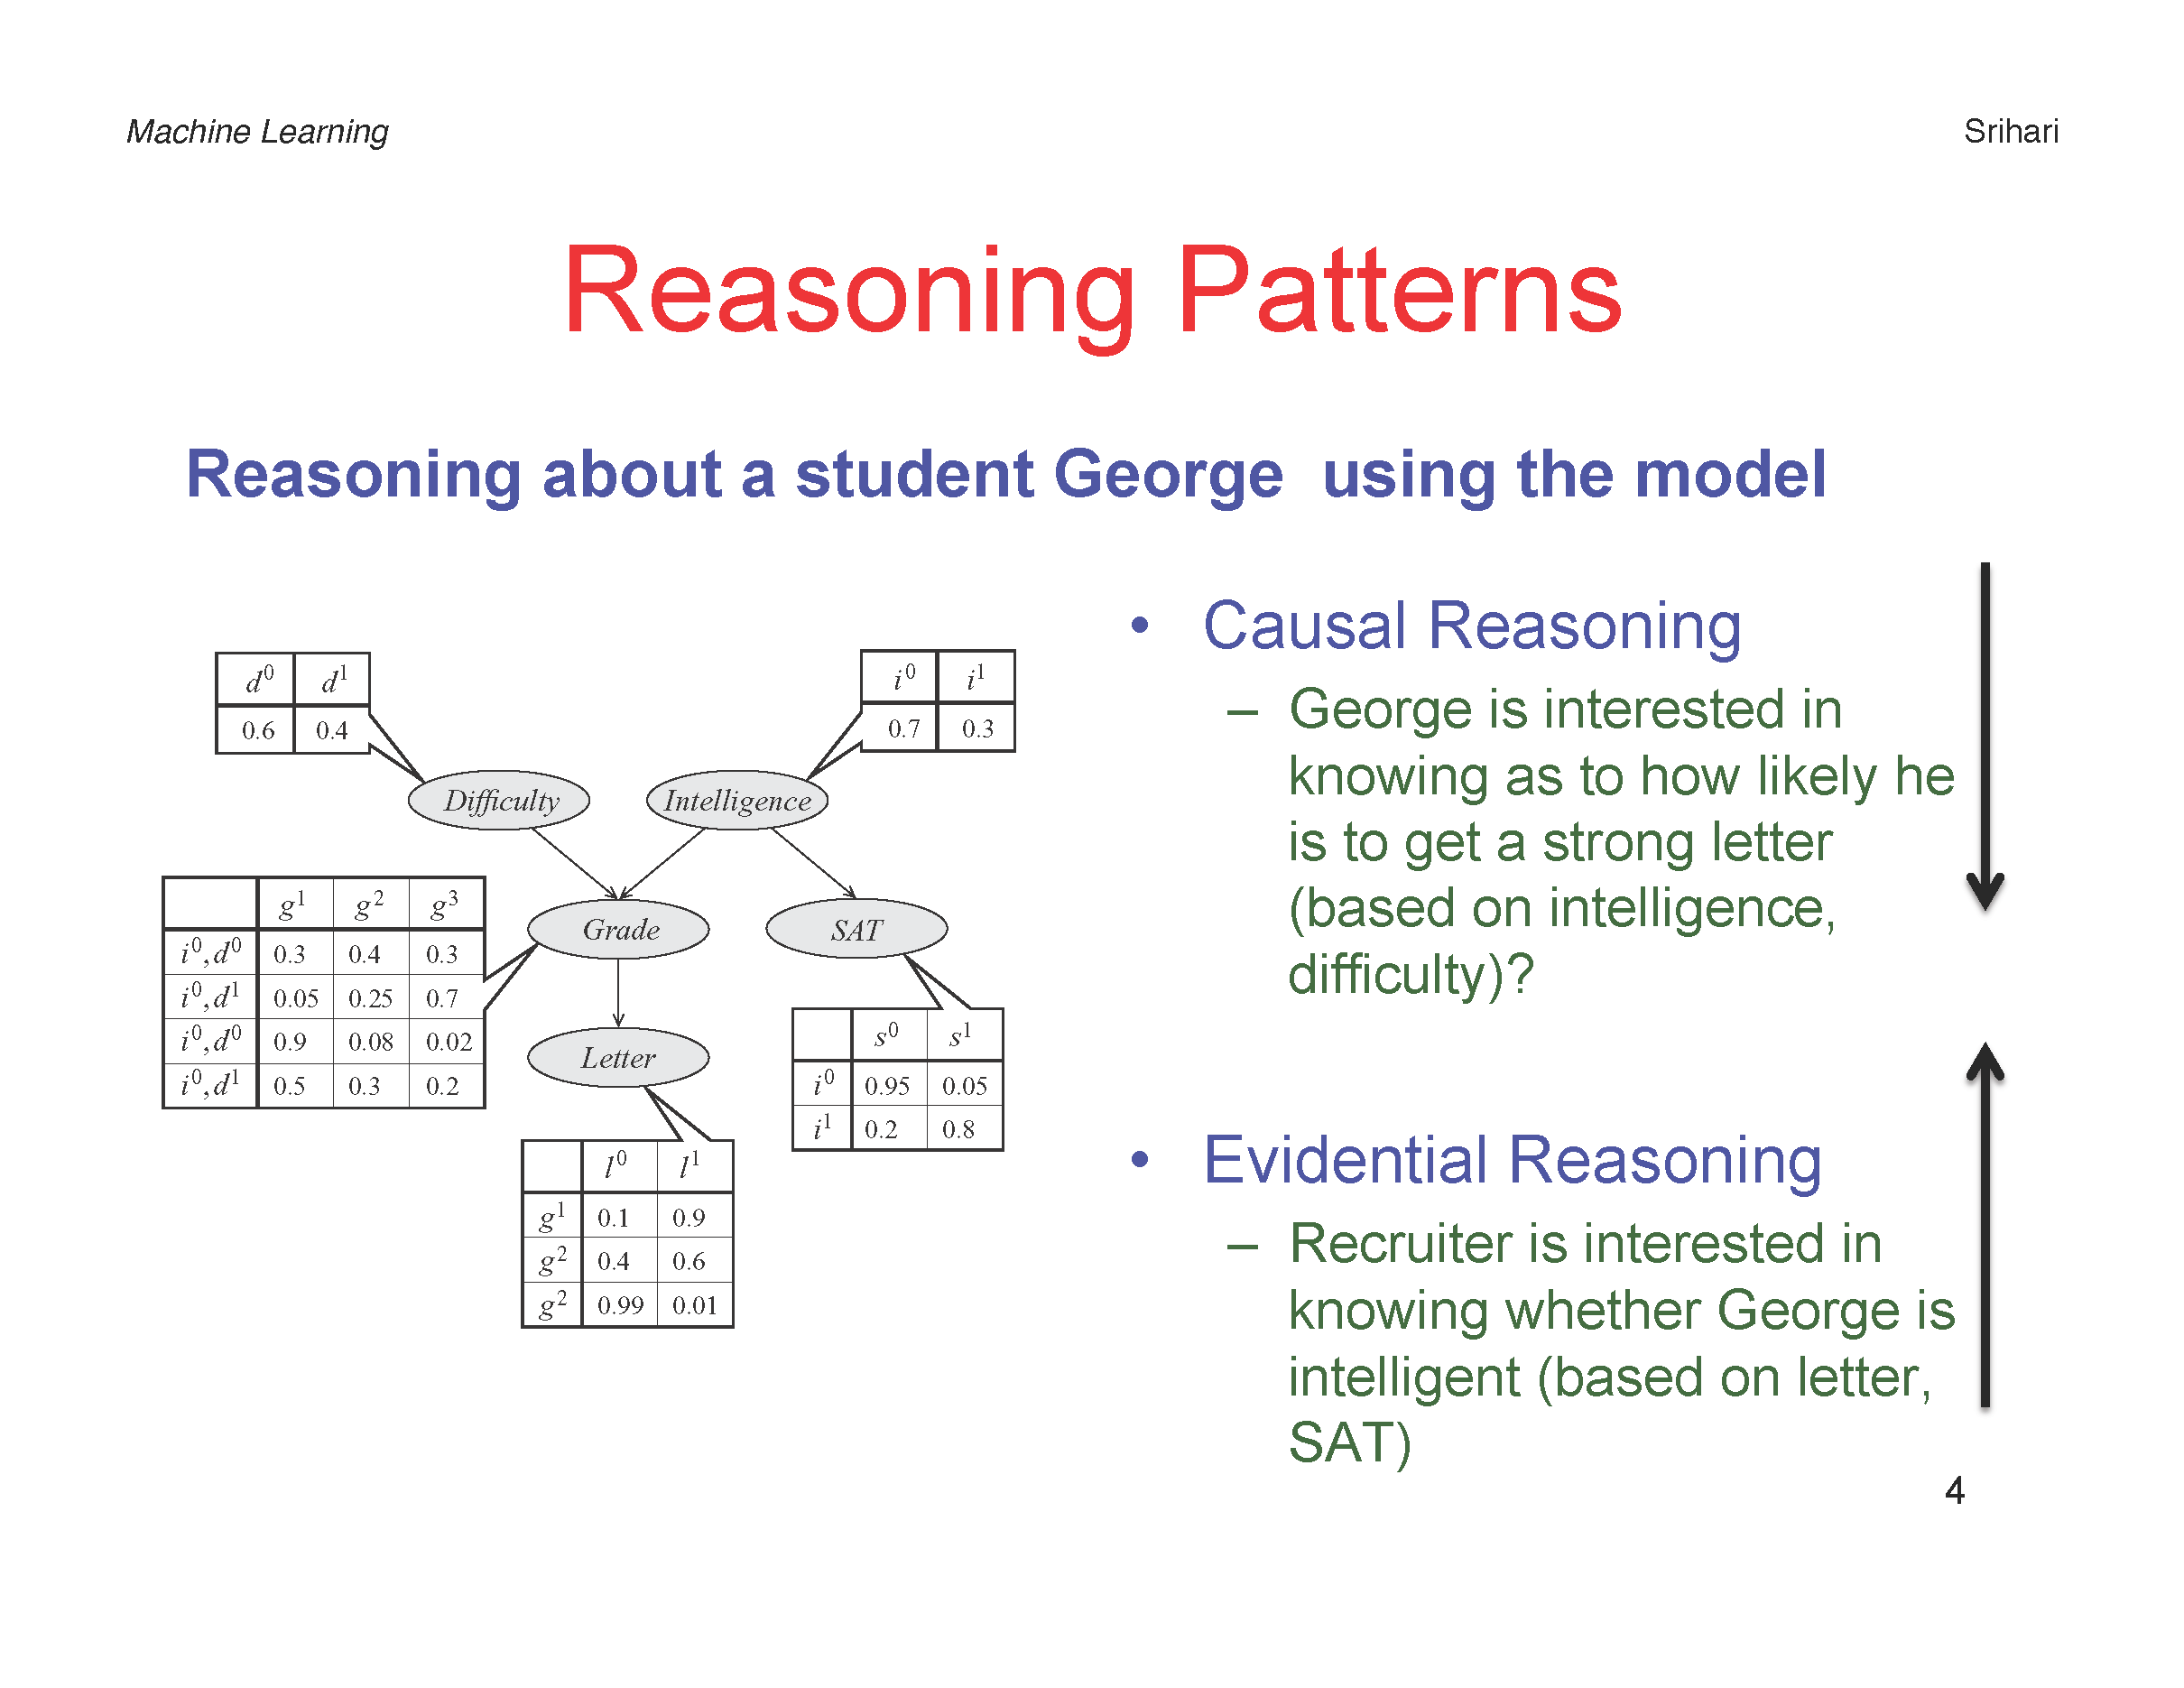 Machine Learning
Srihari
Reasoning Patterns
Reasoning about a student George using the model
d⁰ d¹
0.6 0.4
i⁰ i¹
0.7 0.3
Difficulty
Intelligence
g¹ g² g³
i⁰,d⁰ 0.3 0.4 0.3
i⁰,d¹ 0.05 0.25 0.7
i⁰,d⁰ 0.9 0.08 0.02
i⁰,d¹ 0.5 0.3 0.2
Grade
SAT
s⁰ s¹
i⁰ 0.95 0.05
i¹ 0.2 0.8
Letter
l⁰ l¹
g¹ 0.1 0.9
g² 0.4 0.6
g² 0.99 0.01
• Causal Reasoning
– George is interested in
knowing as to how likely he
is to get a strong letter
(based on intelligence,
difficulty)?
• Evidential Reasoning
– Recruiter is interested in
knowing whether George is
intelligent (based on letter,
SAT)
4